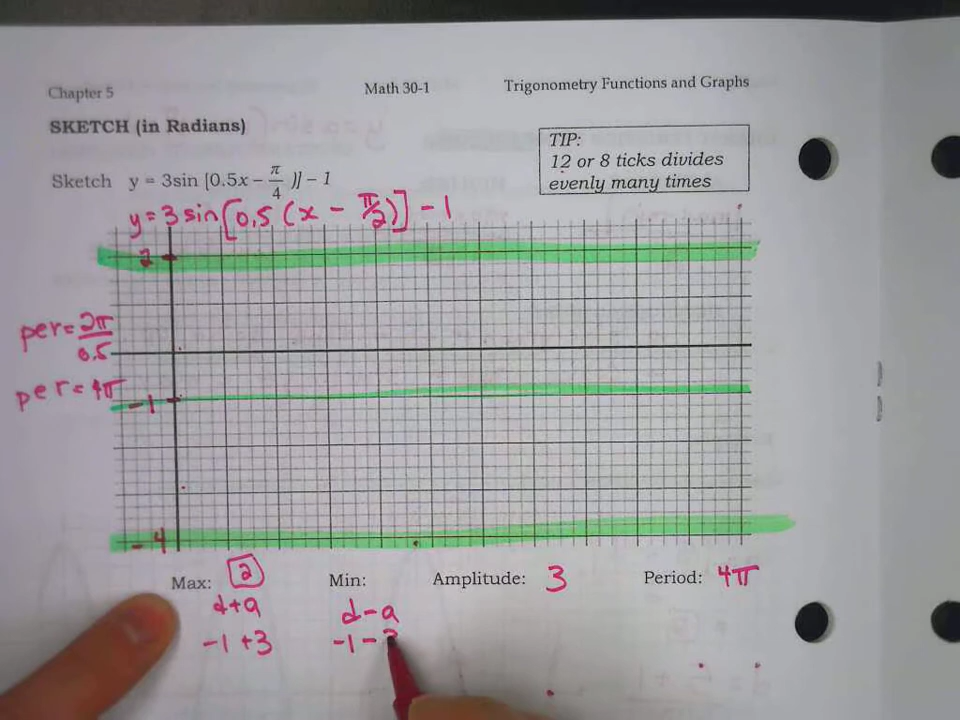 Chapter 5 Math 30-1 Trigonometry Functions and Graphs
SKETCH (in Radians)
TIP:
12 or 8 ticks divides
evenly many times
Sketch y = 3sin [0.5x − π/4 )] − 1
y = 3 sin [0.5 (x − π/2)] − 1
2
per = 2π/0.5
per = 4π
-1
-4
Max: 2 Min: Amplitude: 3 Period: 4π
d+a d-a
-1 +3 -1 -